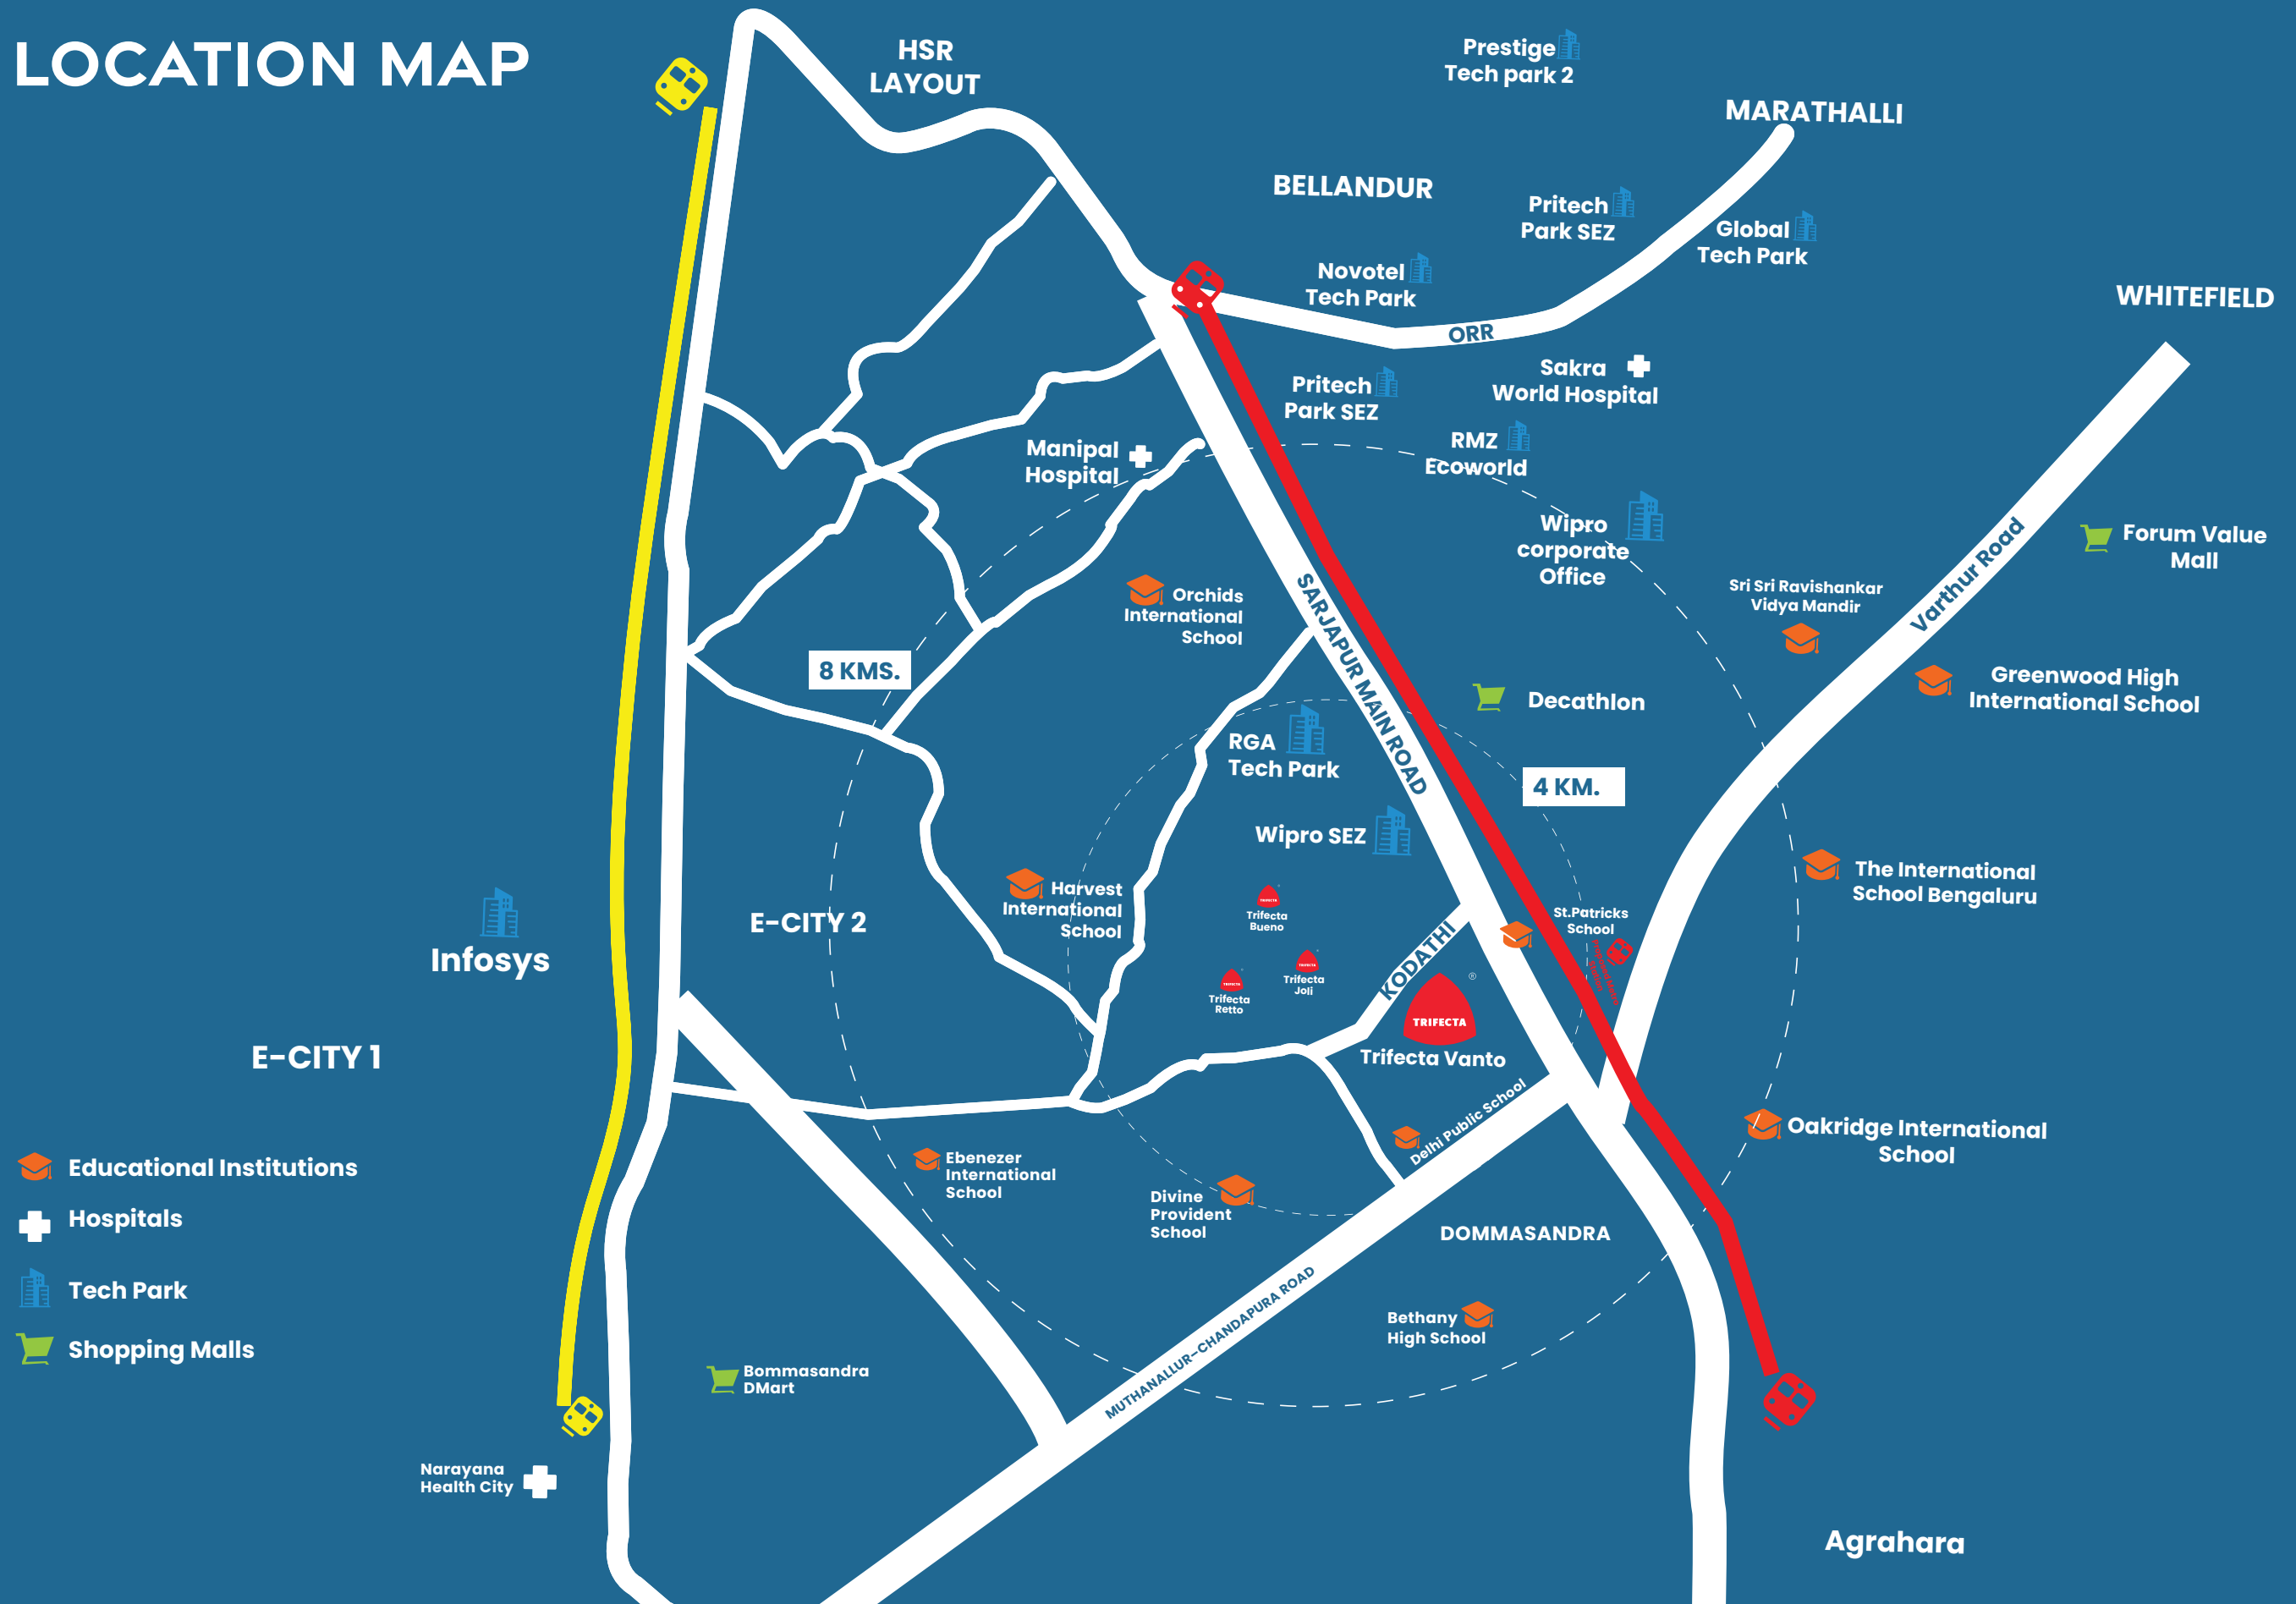 LOCATION MAP
HSR
LAYOUT
Prestige
Tech park 2
MARATHALLI
BELLANDUR
Pritech
Park SEZ
Global
Tech Park
Novotel
Tech Park
WHITEFIELD
ORR
Sakra
World Hospital
Pritech
Park SEZ
RMZ
Ecoworld
Manipal
Hospital
Wipro
corporate
Office
Varthur Road
Forum Value
Mall
Sri Sri Ravishankar
Vidya Mandir
Orchids
International
School
SARJAPUR MAIN ROAD
8 KMS.
Greenwood High
International School
Decathlon
RGA
Tech Park
4 KM.
Wipro SEZ
The International
School Bengaluru
Harvest
International
School
E-CITY 2
TRIFECTA
Trifecta
Bueno
St.Patricks
School
KODATHI
Infosys
TRIFECTA
Trifecta
Joli
TRIFECTA
Trifecta
Retto
®
TRIFECTA
Trifecta Vanto
E-CITY 1
Delhi Public School
Oakridge International
School
Educational Institutions
Hospitals
Tech Park
Shopping Malls
Ebenezer
International
School
Divine
Provident
School
DOMMASANDRA
MUTHANALLUR-CHANDAPURA ROAD
Bethany
High School
Bommasandra
DMart
Narayana
Health City
Agrahara